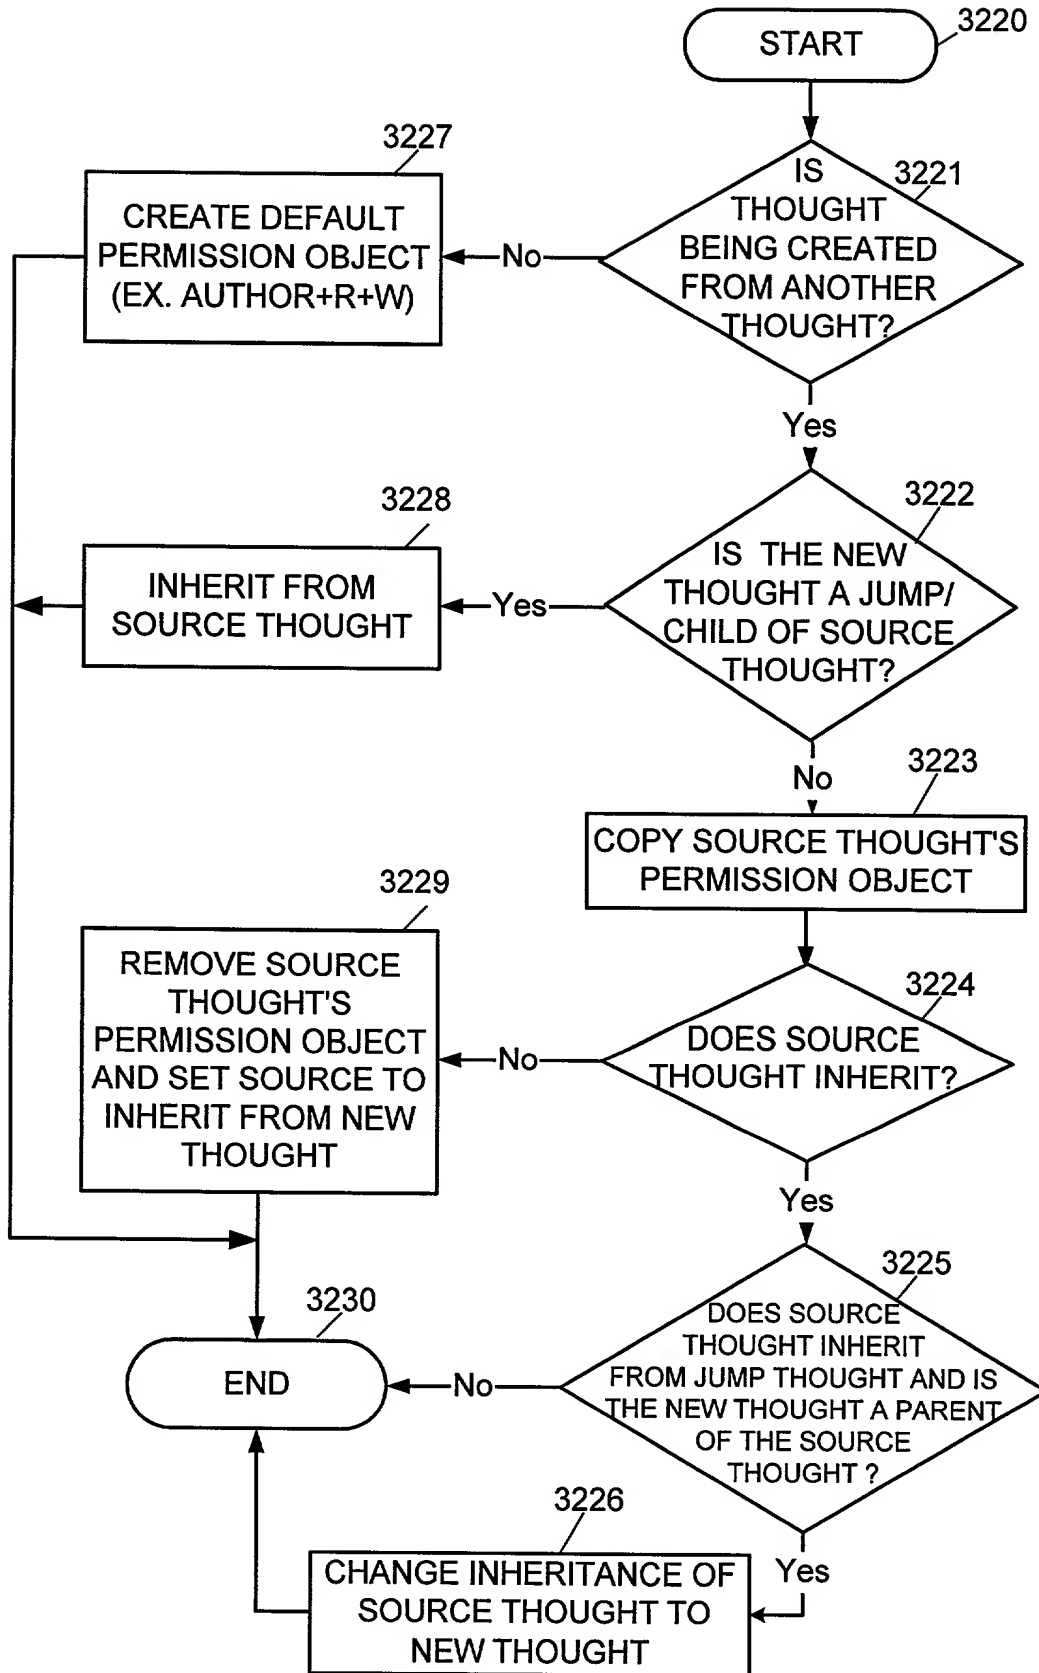 START
3220
3227
CREATE DEFAULT
PERMISSION OBJECT
(EX. AUTHOR+R+W)
No
3221
IS
THOUGHT
BEING CREATED
FROM ANOTHER
THOUGHT?
Yes
3228
INHERIT FROM
SOURCE THOUGHT
Yes
3222
IS THE NEW
THOUGHT A JUMP/
CHILD OF SOURCE
THOUGHT?
No
3223
COPY SOURCE THOUGHT'S
PERMISSION OBJECT
3229
REMOVE SOURCE
THOUGHT'S
PERMISSION OBJECT
AND SET SOURCE TO
INHERIT FROM NEW
THOUGHT
No
3224
DOES SOURCE
THOUGHT INHERIT?
Yes
3230
END
No
3225
DOES SOURCE
THOUGHT INHERIT
FROM JUMP THOUGHT AND IS
THE NEW THOUGHT A PARENT
OF THE SOURCE
THOUGHT ?
Yes
3226
CHANGE INHERITANCE OF
SOURCE THOUGHT TO
NEW THOUGHT